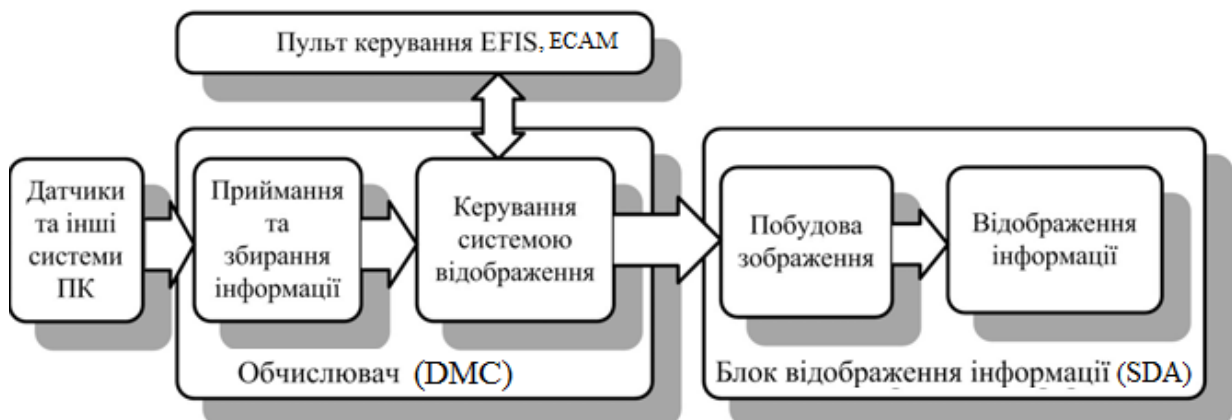 Пульт керування EFIS, ECAM
Датчики
та інші
системи
ПК
Приймання
та
збирання
інформації
Керування
системою
відображення
Обчислювач (DMC)
Побудова
зображення
Відображення
інформації
Блок відображення інформації (SDA)